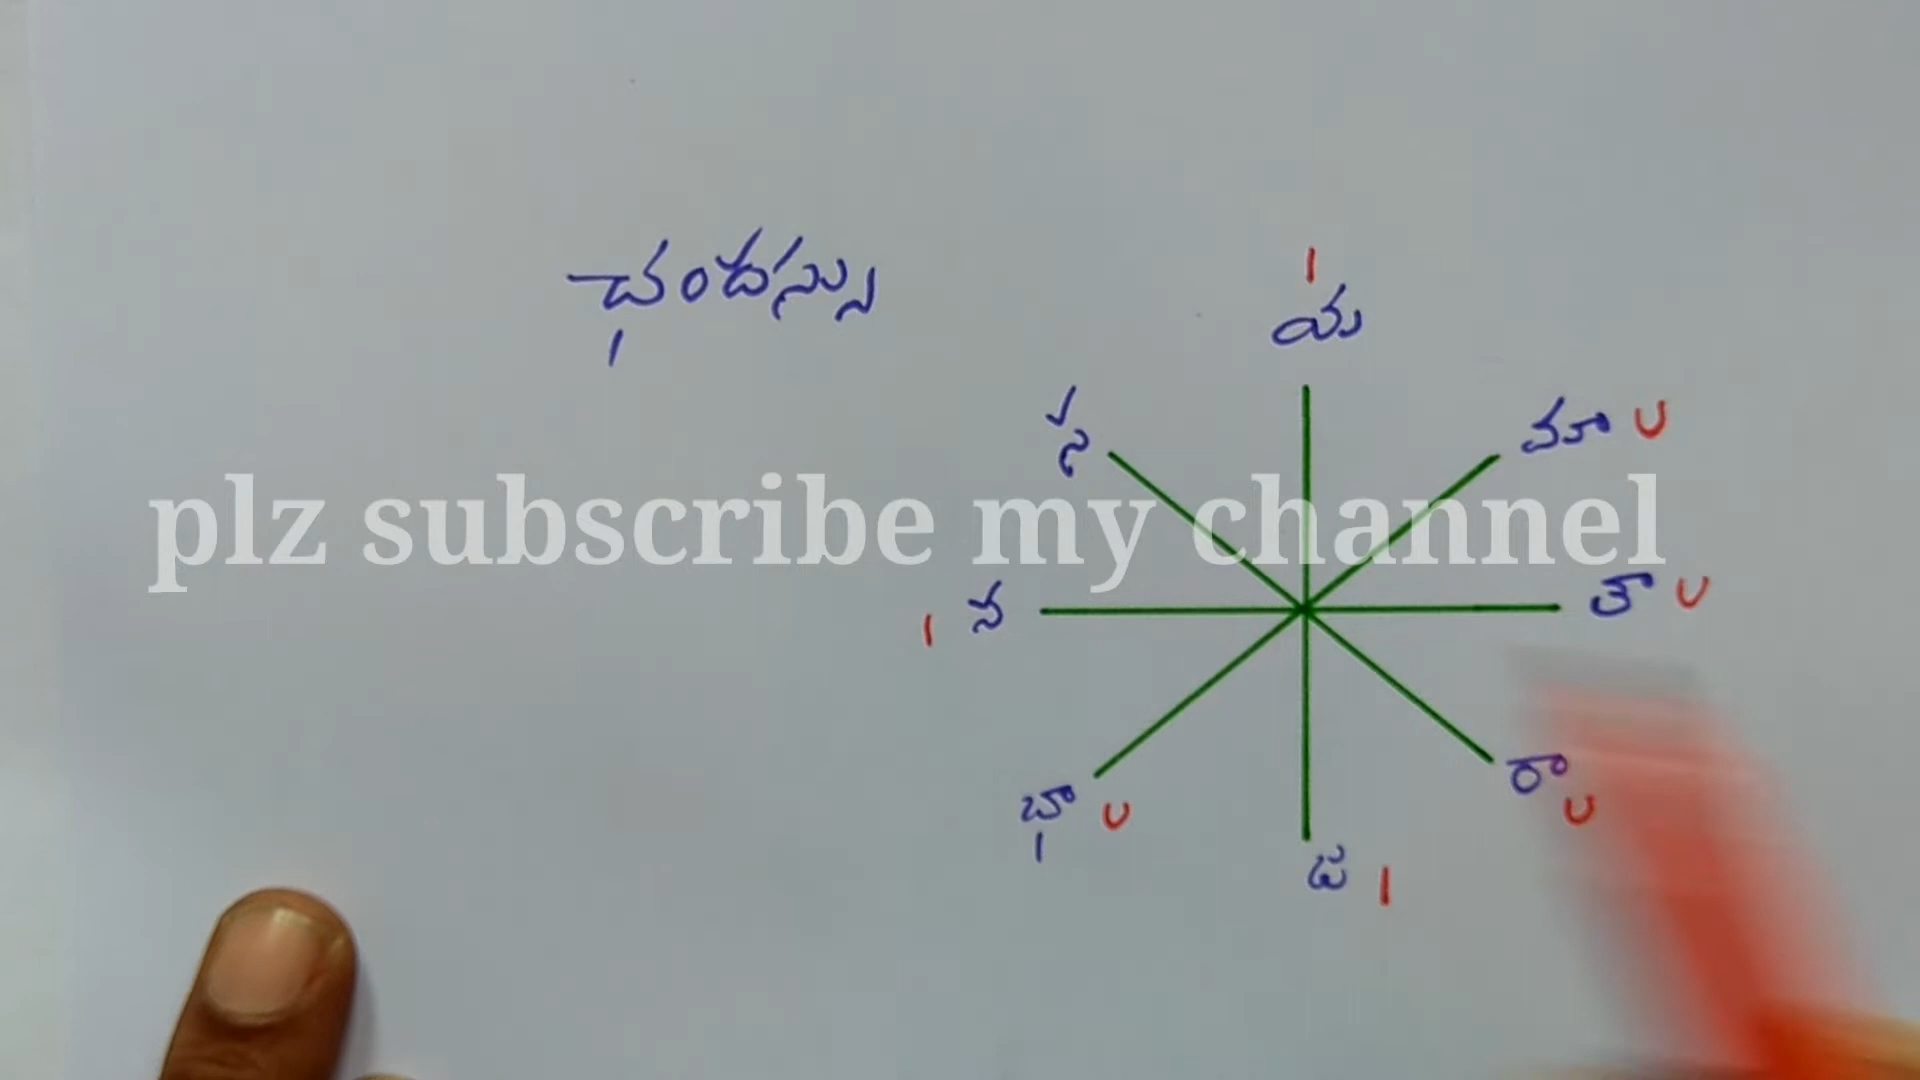 ఛందస్సు
I
య
స
మా U
plz subscribe my channel
I న
తా U
రా U
భా U
జ I